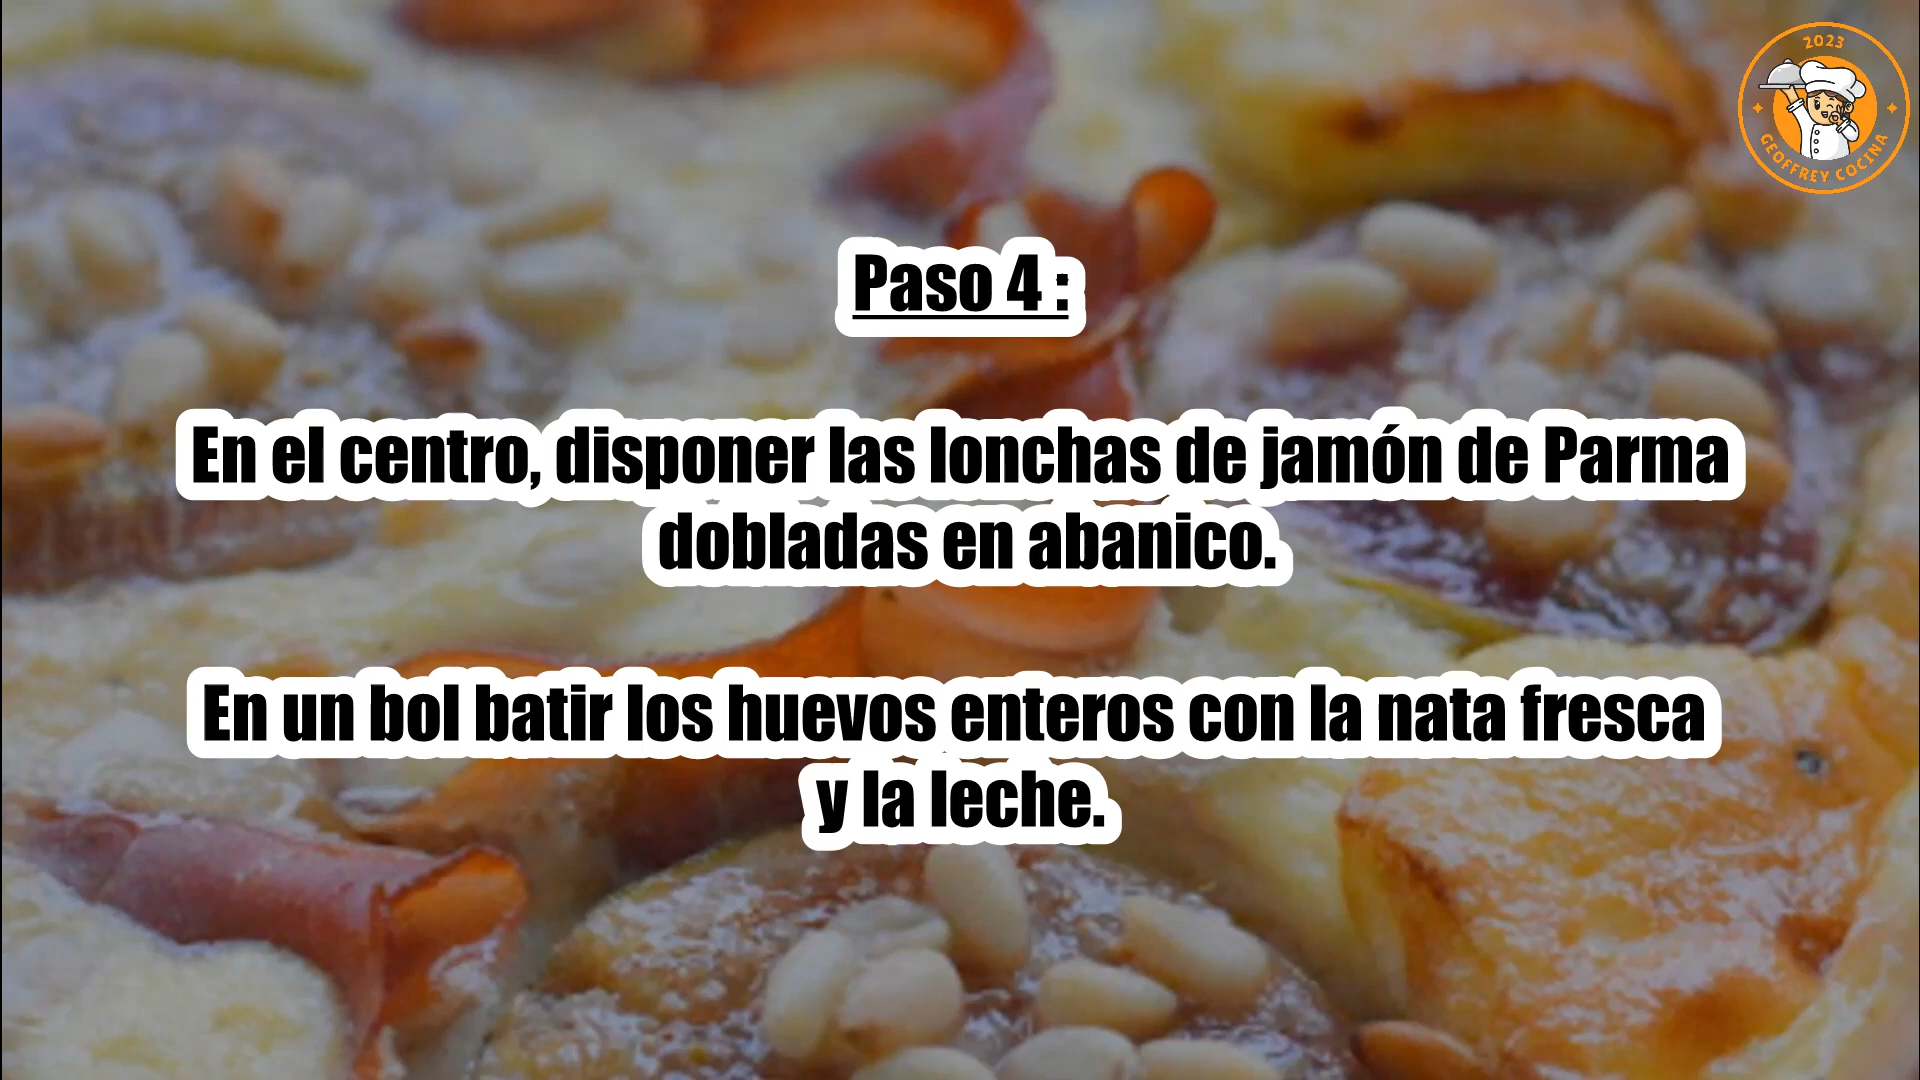 2023
GEOFFREY COCINA
Paso 4 :
En el centro, disponer las lonchas de jamón de Parma
dobladas en abanico.
En un bol batir los huevos enteros con la nata fresca
y la leche.